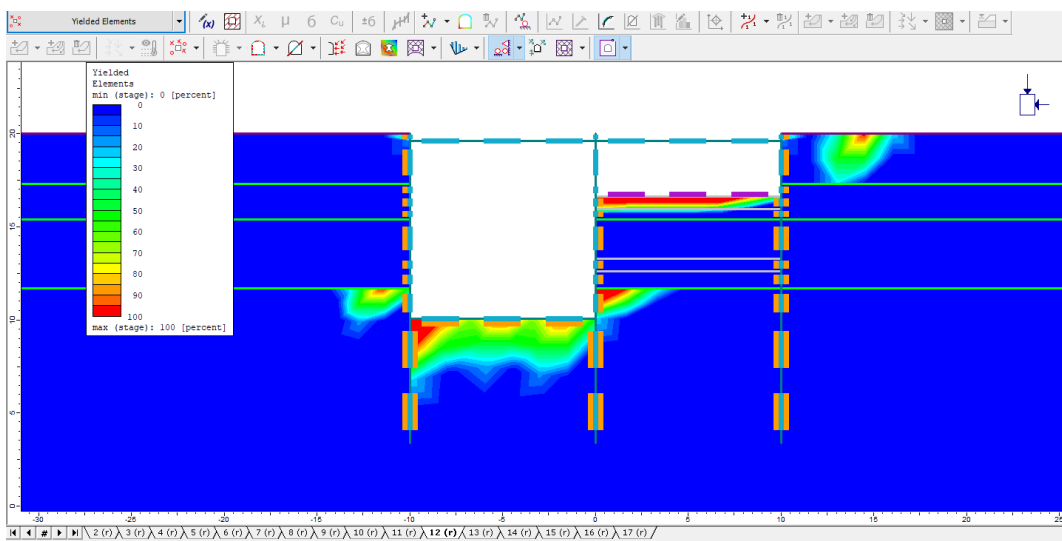 Yielded Elements
(x)
X_L μ б C_u ±б
Yielded
Elements
min (stage): 0 [percent]
0
10
20
30
40
50
60
70
80
90
100
max (stage): 100 [percent]
20
15
10
5
0
-30 -25 -20 -15 -10 -5 0 5 10 15 20 25
# 2 (r) 3 (r) 4 (r) 5 (r) 6 (r) 7 (r) 8 (r) 9 (r) 10 (r) 11 (r) 12 (r) 13 (r) 14 (r) 15 (r) 16 (r) 17 (r)